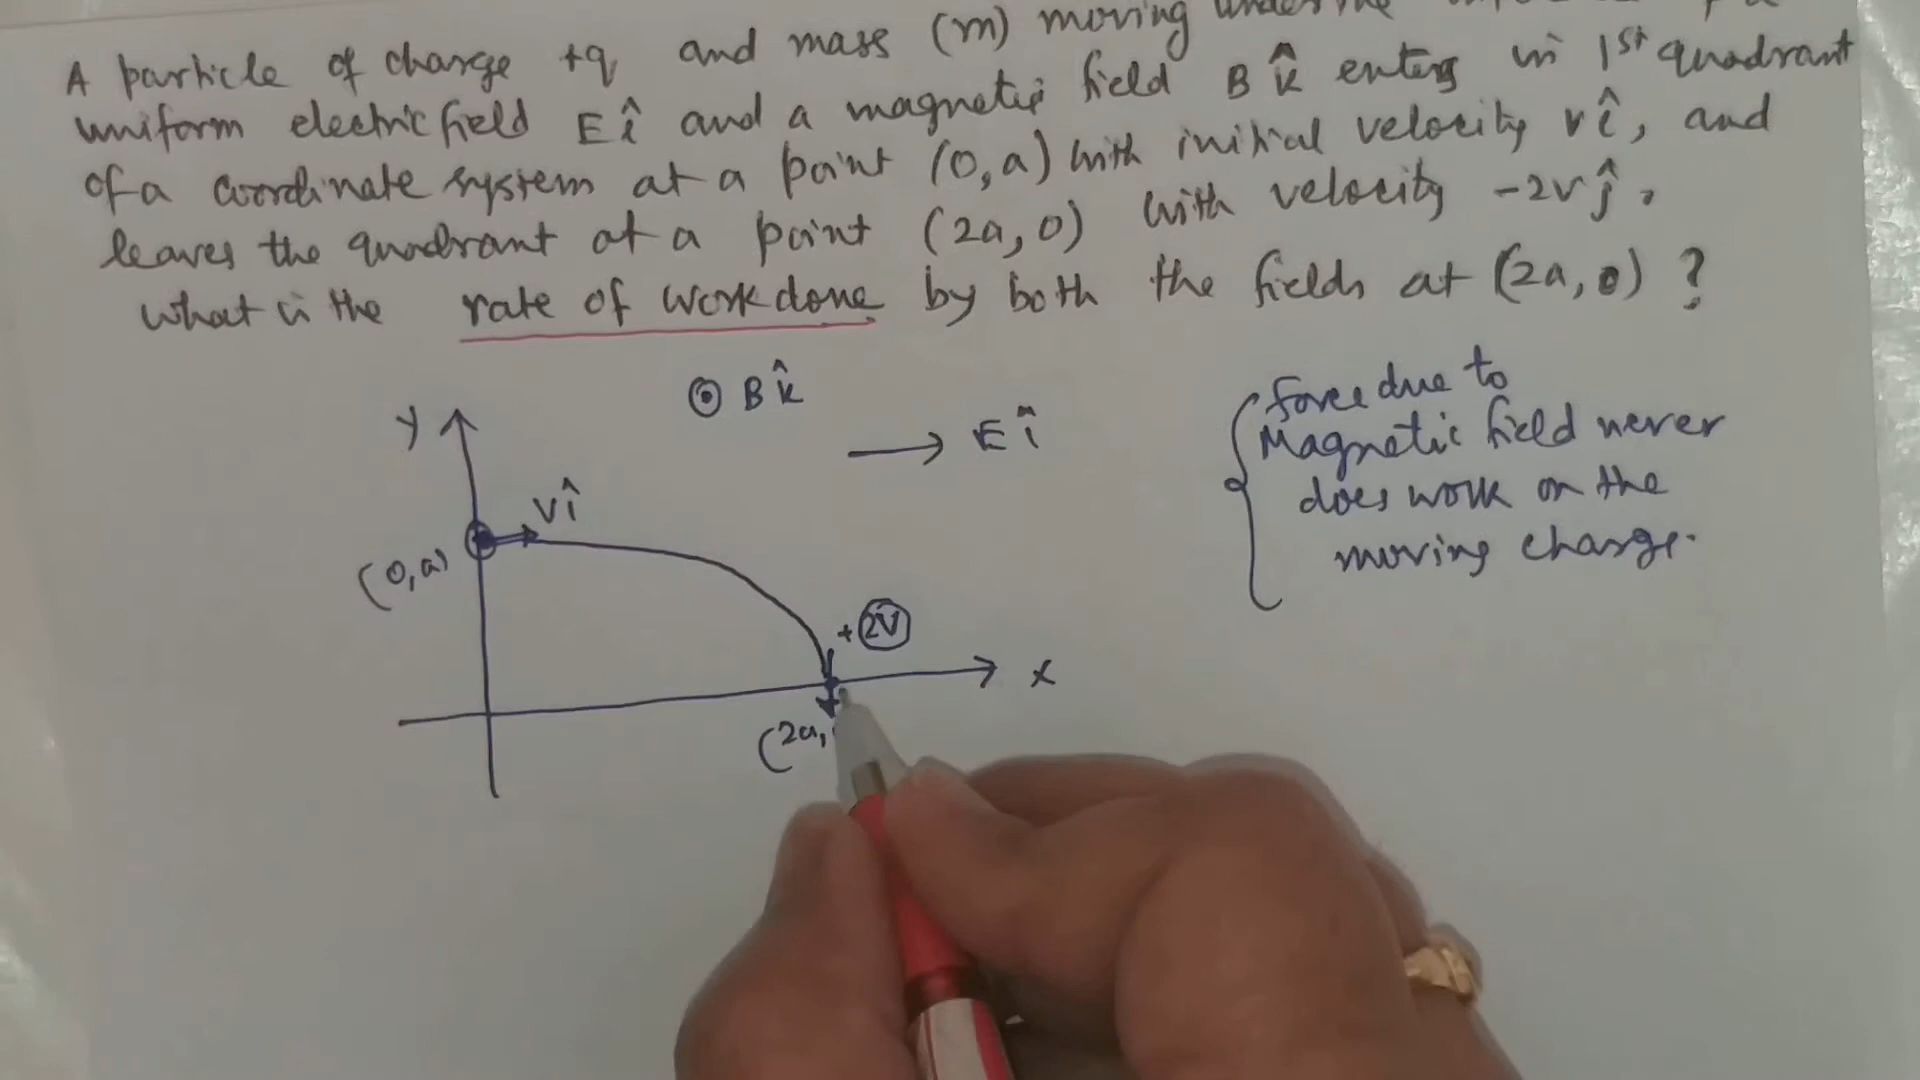 A particle of charge +q and mass (m) moving
uniform electric field E î and a magnetic field B k̂ enters in 1st quadrant
of a coordinate system at a point (0, a) with initial velocity v î, and
leaves the quadrant at a point (2a, 0) with velocity -2v ĵ.
What is the rate of work done by both the fields at (2a, 0) ?
B k̂
E î
Y
V î
(0, a)
+ 2V
X
(2a,
force due to
Magnetic field never
does work on the
moving charge.